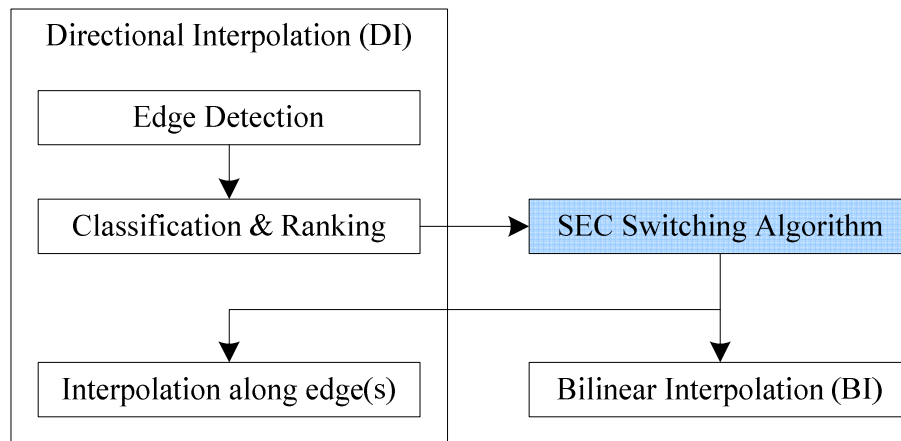 Directional Interpolation (DI)
Edge Detection
Classification & Ranking
SEC Switching Algorithm
Interpolation along edge(s)
Bilinear Interpolation (BI)